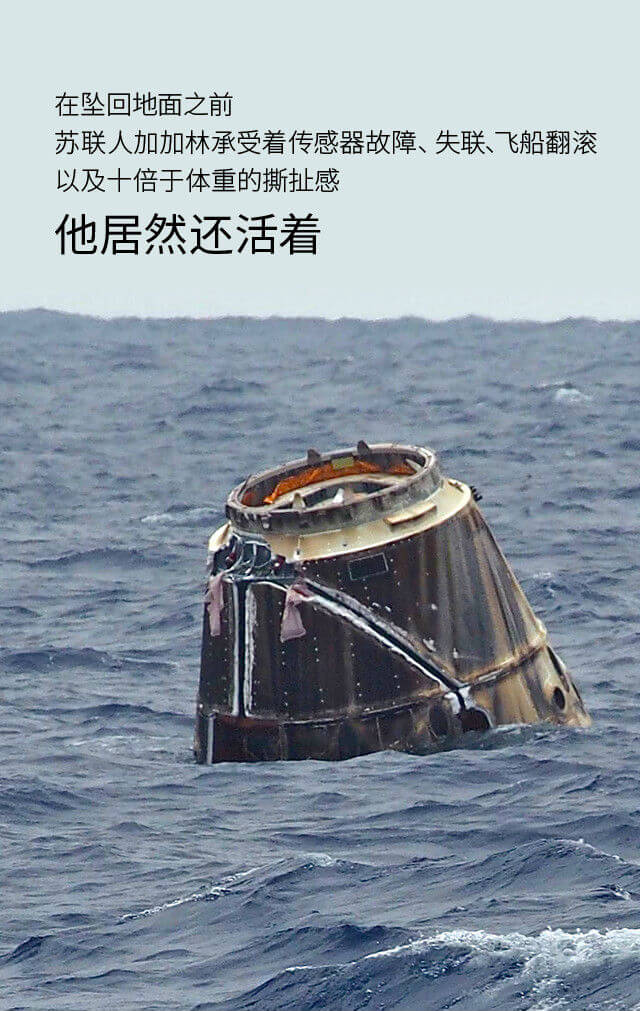 在坠回地面之前
苏联人加加林承受着传感器故障、失联、飞船翻滚
以及十倍于体重的撕扯感
他居然还活着